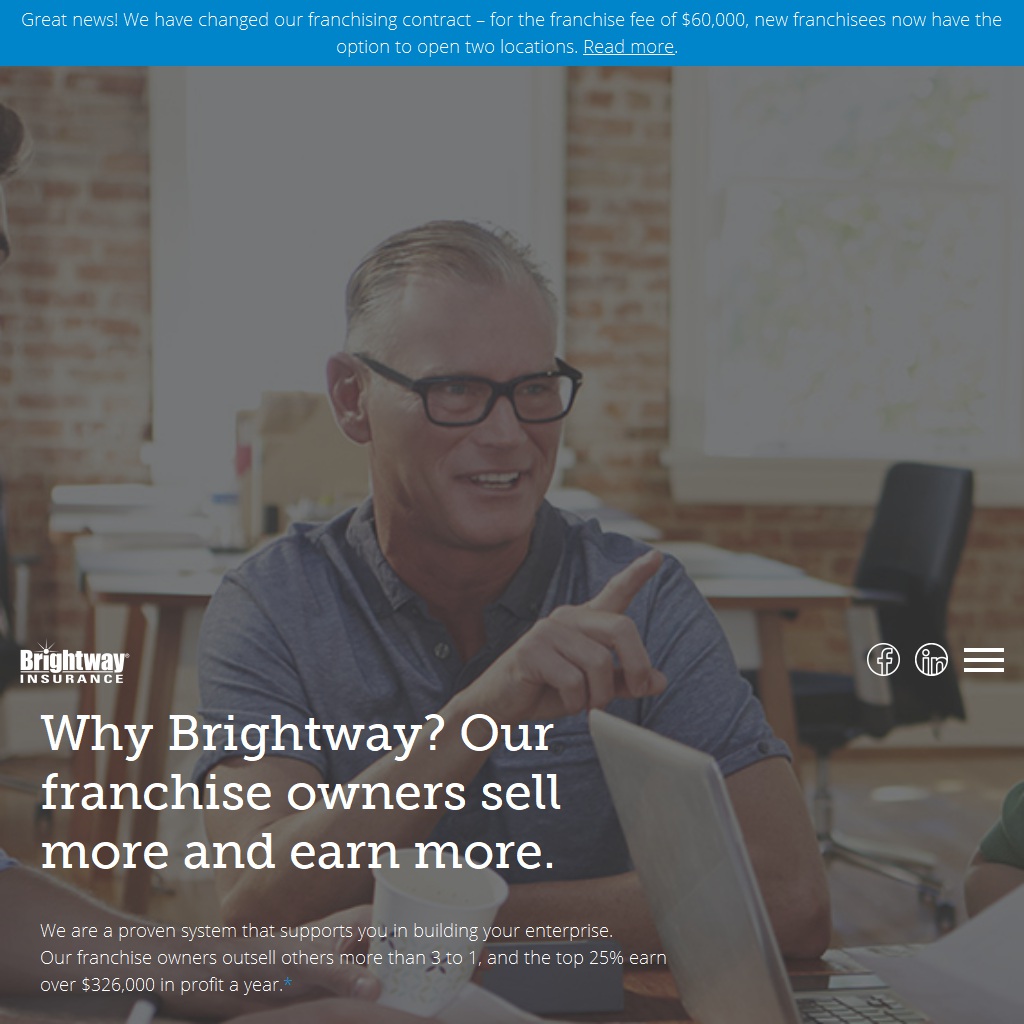 Great news! We have changed our franchising contract – for the franchise fee of $60,000, new franchisees now have the
option to open two locations. Read more.
Brightway®
INSURANCE
Why Brightway? Our
franchise owners sell
more and earn more.
We are a proven system that supports you in building your enterprise.
Our franchise owners outsell others more than 3 to 1, and the top 25% earn
over $326,000 in profit a year.*